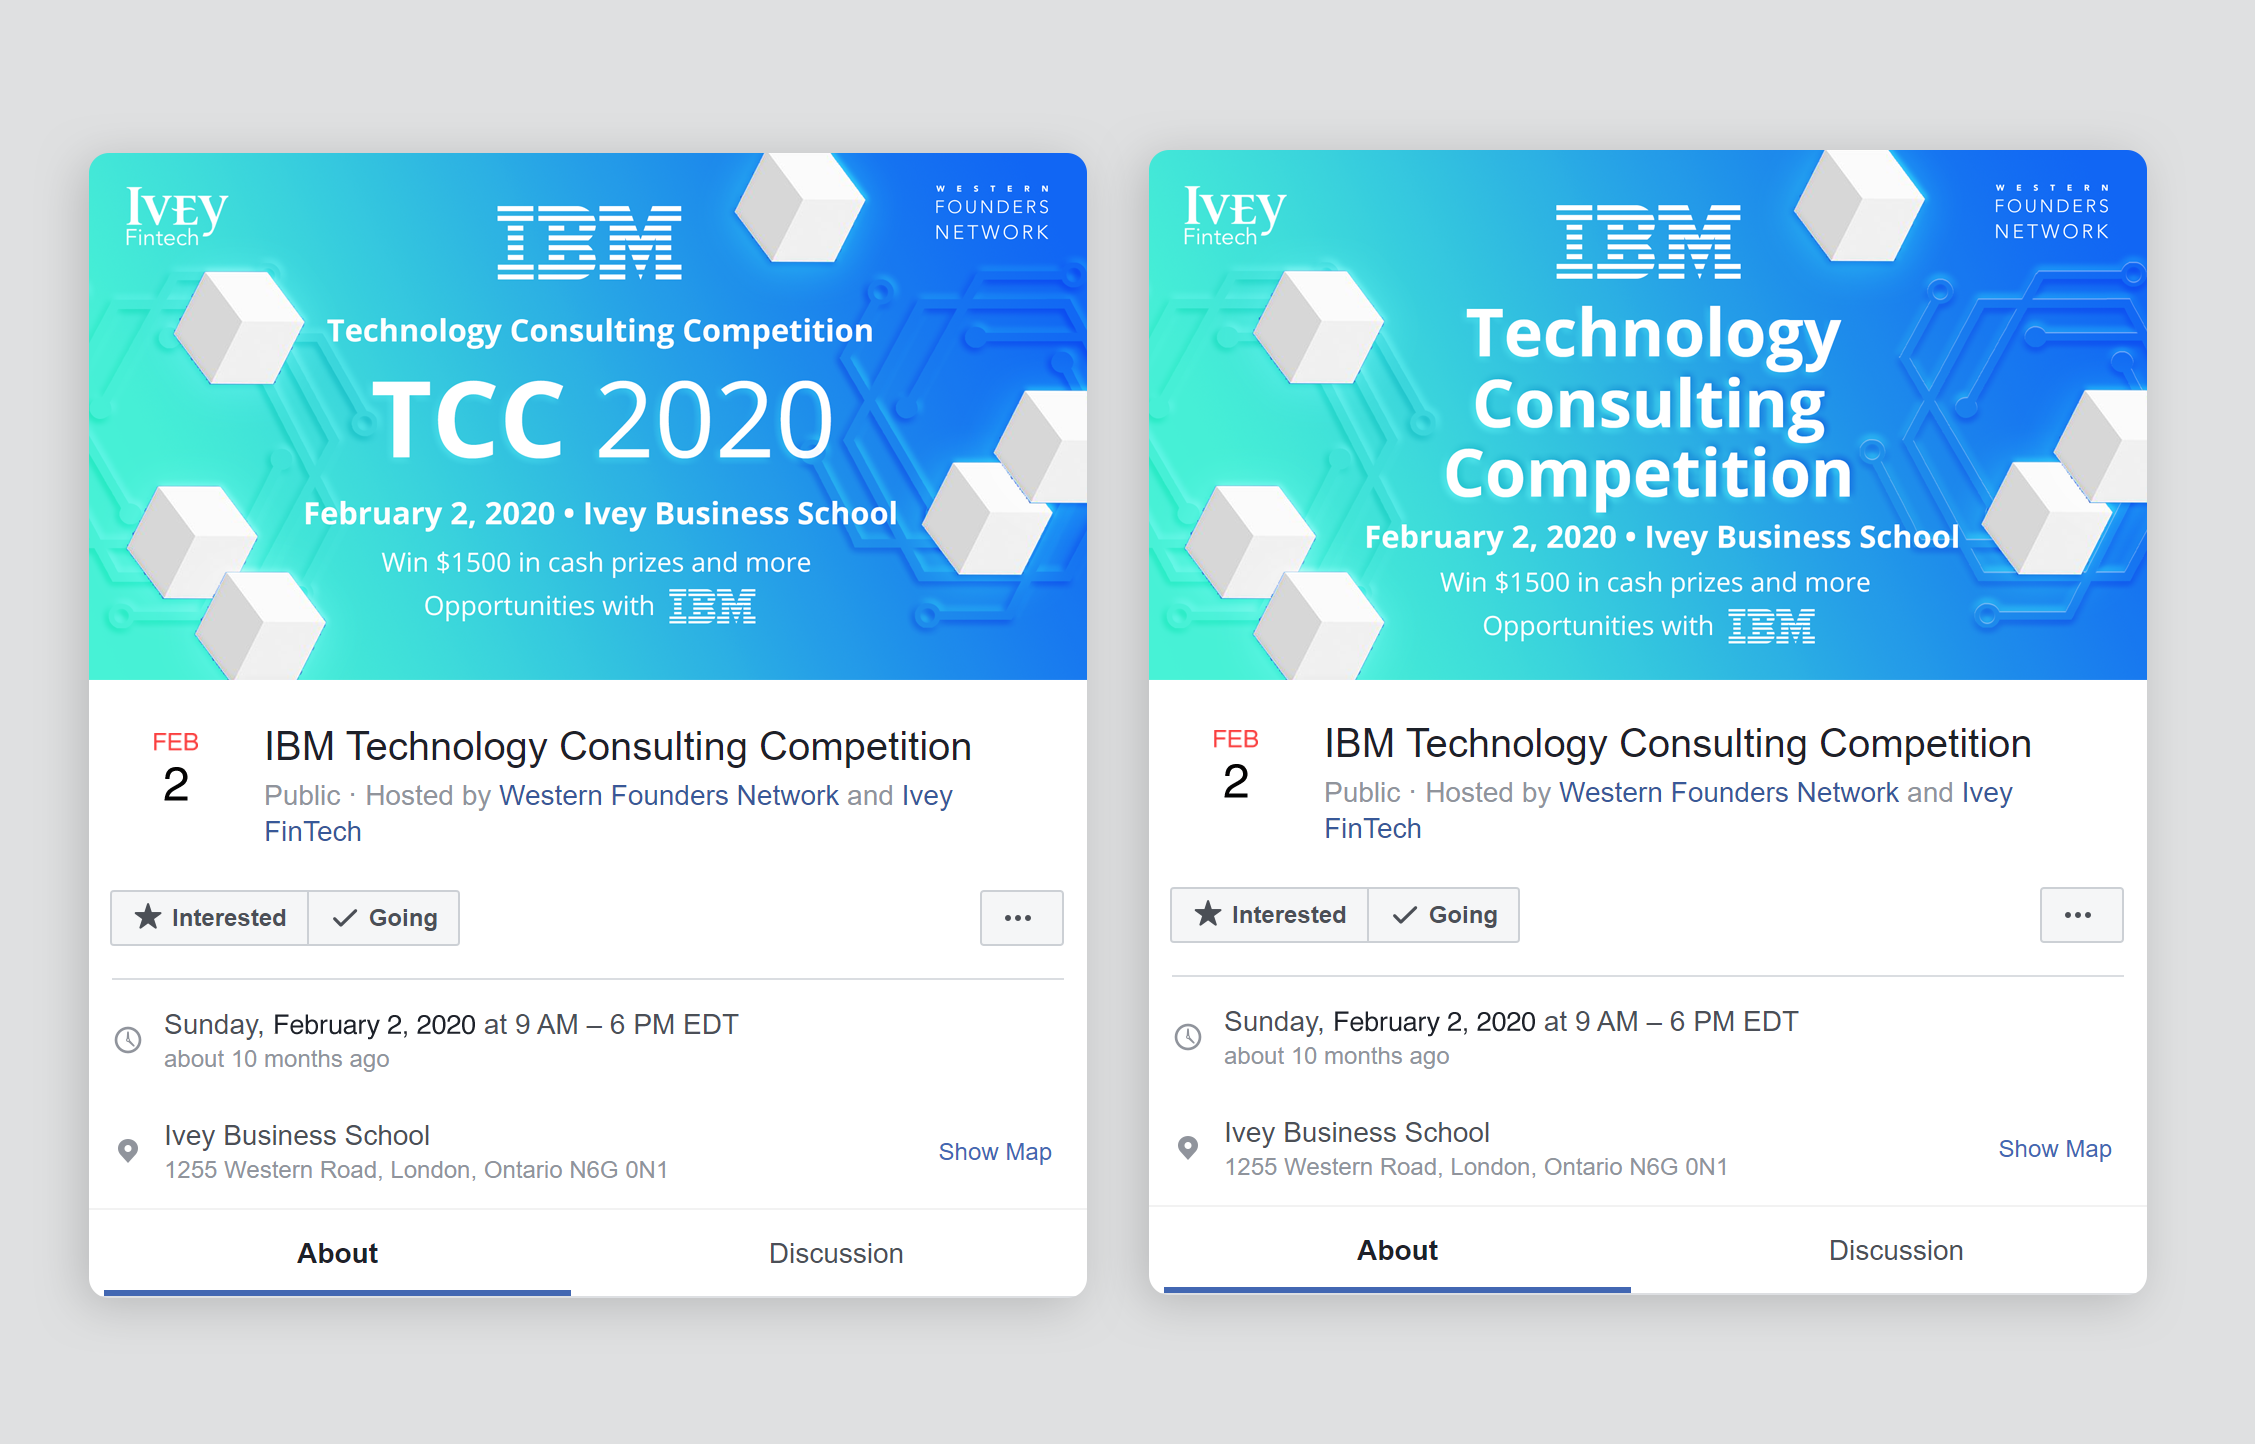 Ivey
Fintech
IBM
WESTERN
FOUNDERS
NETWORK
Technology Consulting Competition
TCC 2020
February 2, 2020 • Ivey Business School
Win $1500 in cash prizes and more
Opportunities with IBM
FEB
2
IBM Technology Consulting Competition
Public · Hosted by Western Founders Network and Ivey
FinTech
Interested
Going
Sunday, February 2, 2020 at 9 AM – 6 PM EDT
about 10 months ago
Ivey Business School
1255 Western Road, London, Ontario N6G 0N1
Show Map
About
Discussion
Ivey
Fintech
IBM
WESTERN
FOUNDERS
NETWORK
Technology
Consulting
Competition
February 2, 2020 • Ivey Business School
Win $1500 in cash prizes and more
Opportunities with IBM
FEB
2
IBM Technology Consulting Competition
Public · Hosted by Western Founders Network and Ivey
FinTech
Interested
Going
Sunday, February 2, 2020 at 9 AM – 6 PM EDT
about 10 months ago
Ivey Business School
1255 Western Road, London, Ontario N6G 0N1
Show Map
About
Discussion